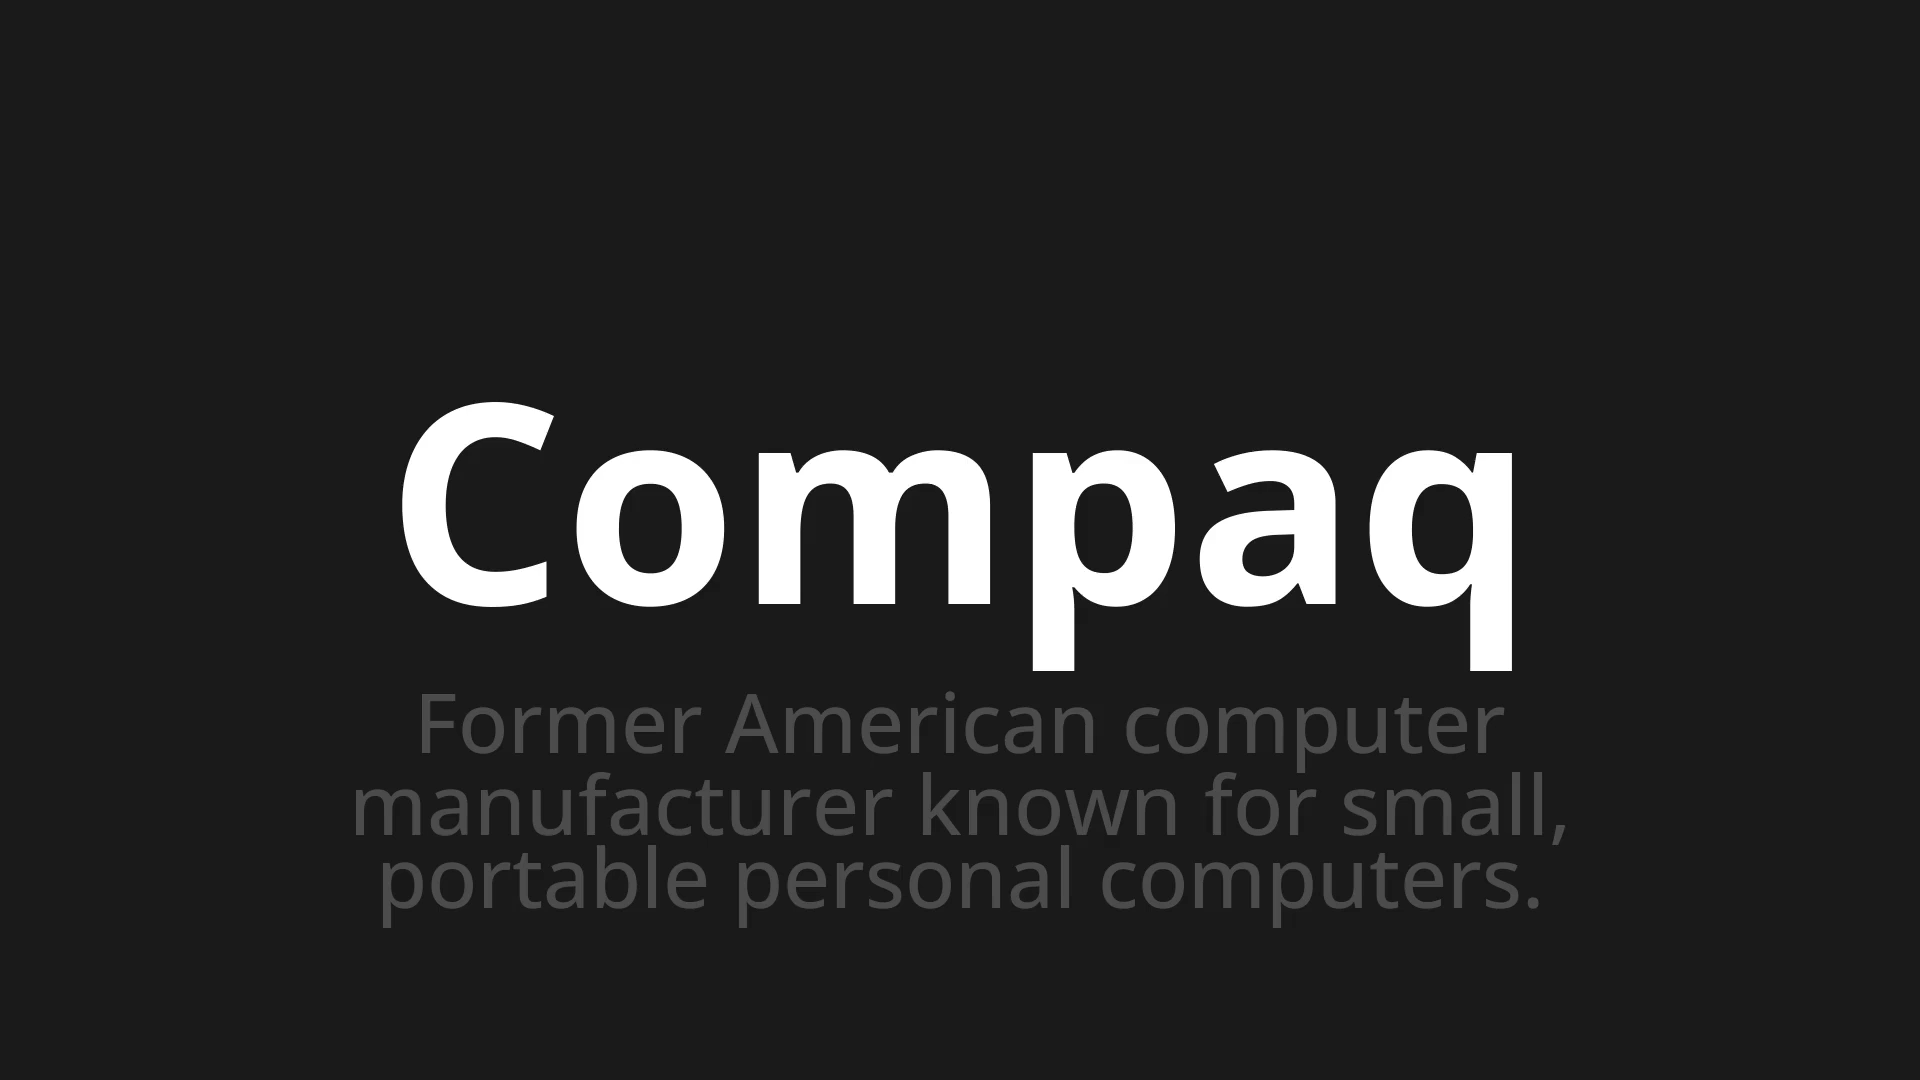 Compaq
Former American computer
manufacturer known for small,
portable personal computers.